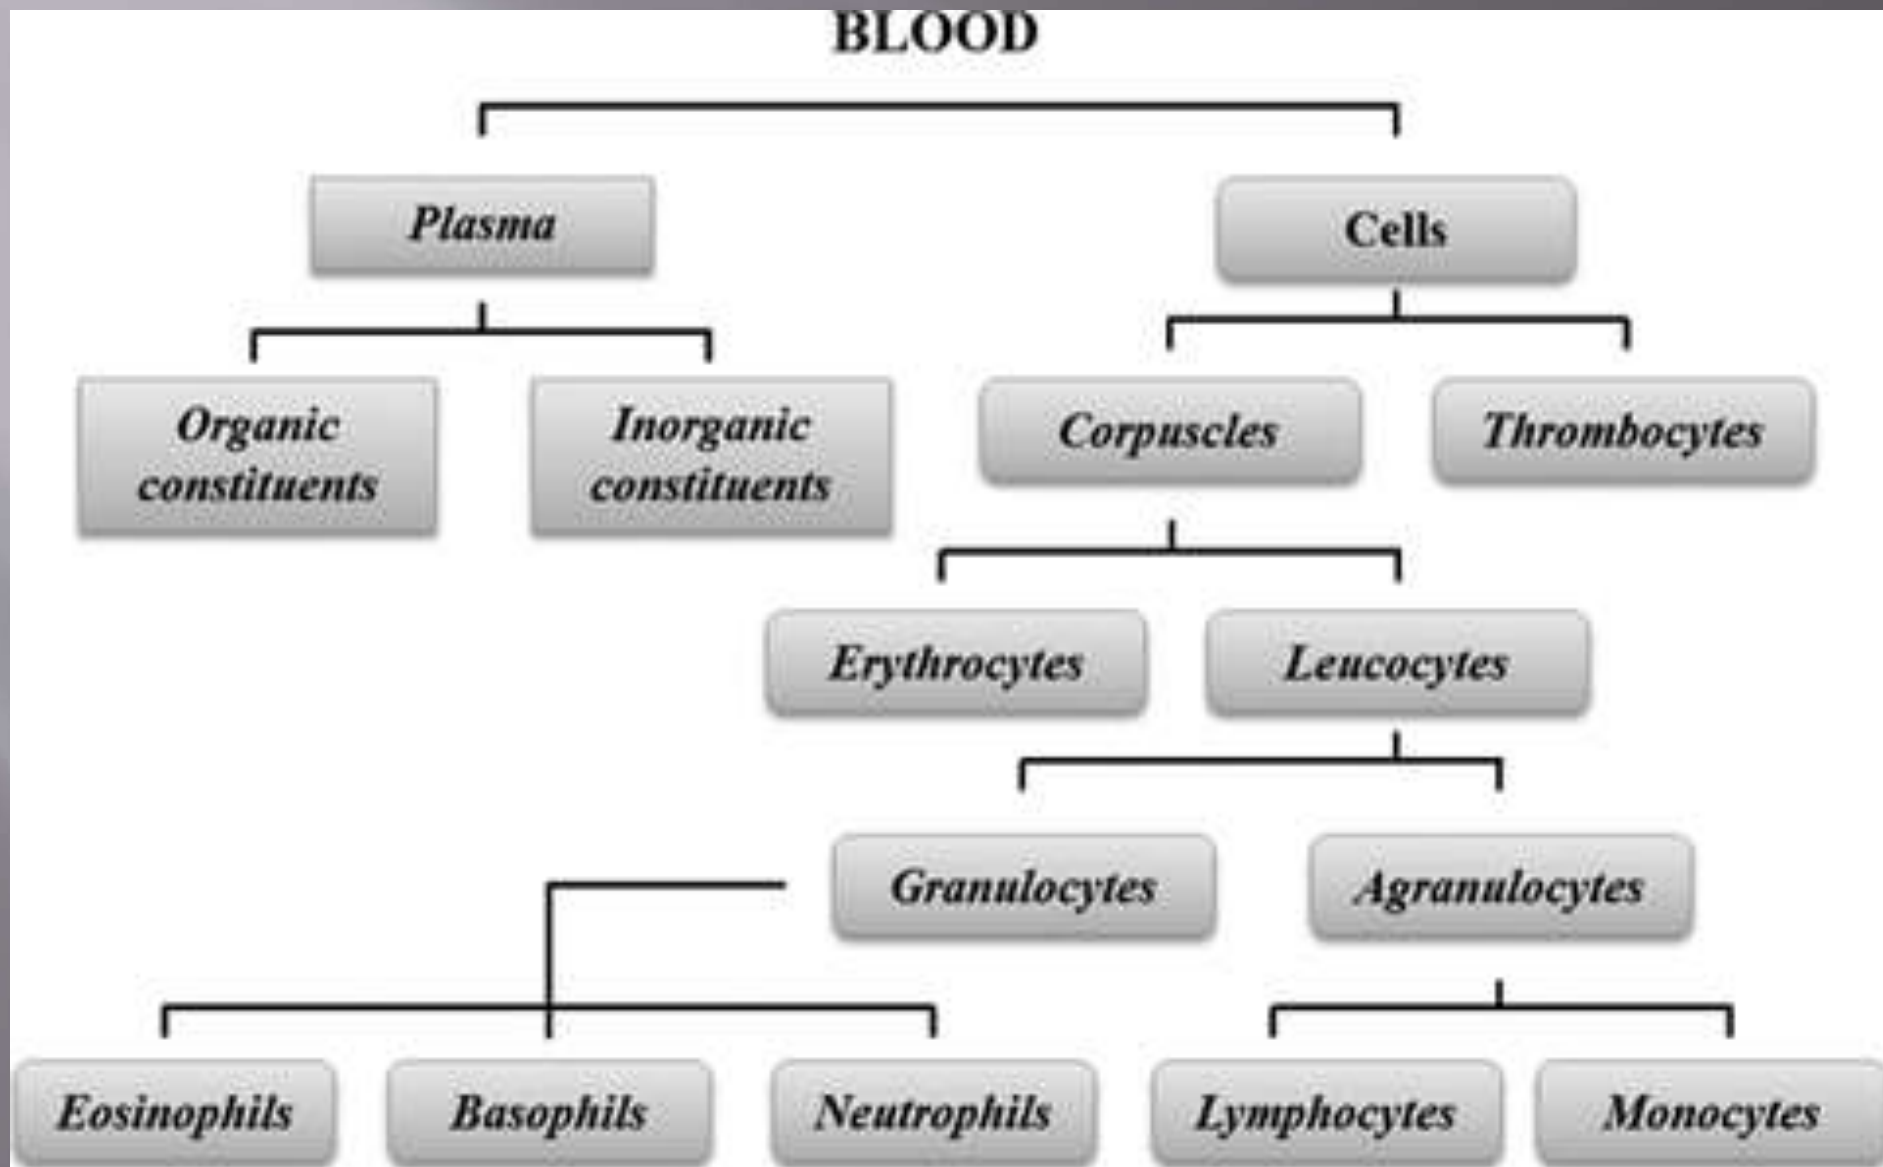 BLOOD
Plasma
Cells
Organic
constituents
Inorganic
constituents
Corpuscles
Thrombocytes
Erythrocytes
Leucocytes
Granulocytes
Agranulocytes
Eosinophils
Basophils
Neutrophils
Lymphocytes
Monocytes